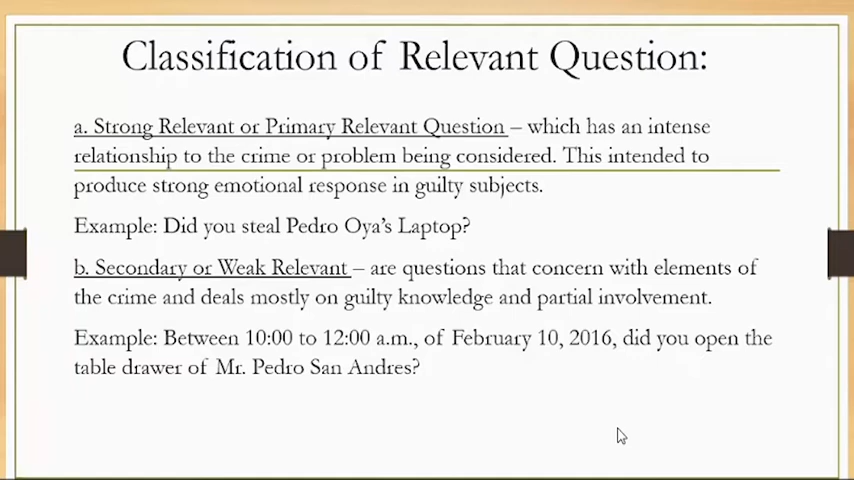 Classification of Relevant Question:
a. Strong Relevant or Primary Relevant Question – which has an intense
relationship to the crime or problem being considered. This intended to
produce strong emotional response in guilty subjects.
Example: Did you steal Pedro Oya's Laptop?
b. Secondary or Weak Relevant – are questions that concern with elements of
the crime and deals mostly on guilty knowledge and partial involvement.
Example: Between 10:00 to 12:00 a.m., of February 10, 2016, did you open the
table drawer of Mr. Pedro San Andres?